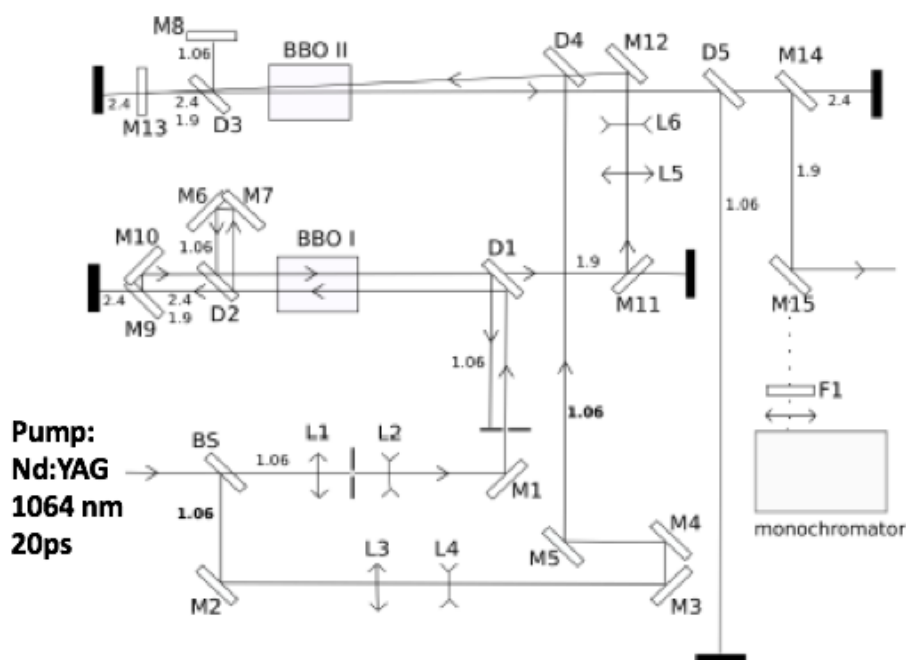 M8
1.06
BBO II
D4
M12
D5
M14
2.4
M13
2.4
1.9
D3
L6
2.4
L5
1.9
1.06
M6
M7
M10
1.06
BBO I
D1
1.9
2.4
M9
2.4
1.9
D2
M11
M15
1.06
F1
1.06
Pump:
Nd:YAG
1064 nm
20ps
BS
1.06
L1
L2
M1
1.06
monochromator
M4
M5
L3
L4
M2
M3